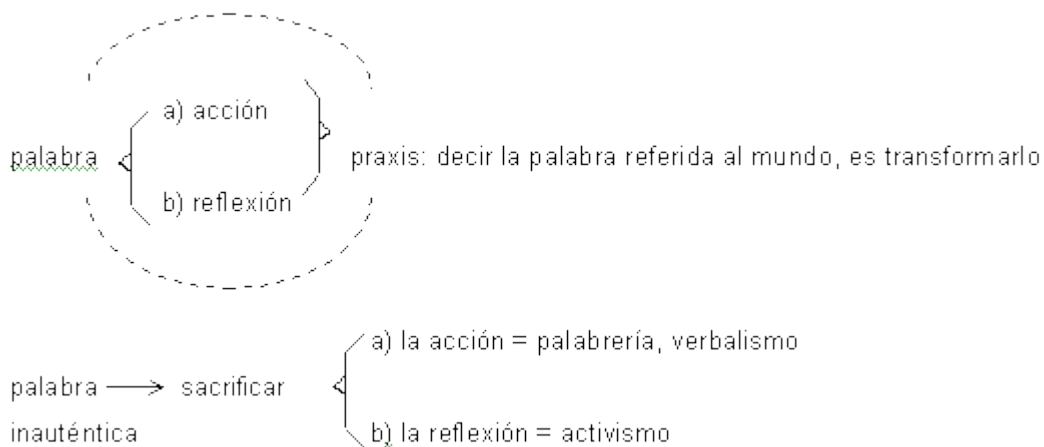 a) acción
palabra praxis: decir la palabra referida al mundo, es transformarlo
b) reflexión
a) la acción = palabrería, verbalismo
palabra sacrificar
inauténtica b) la reflexión = activismo